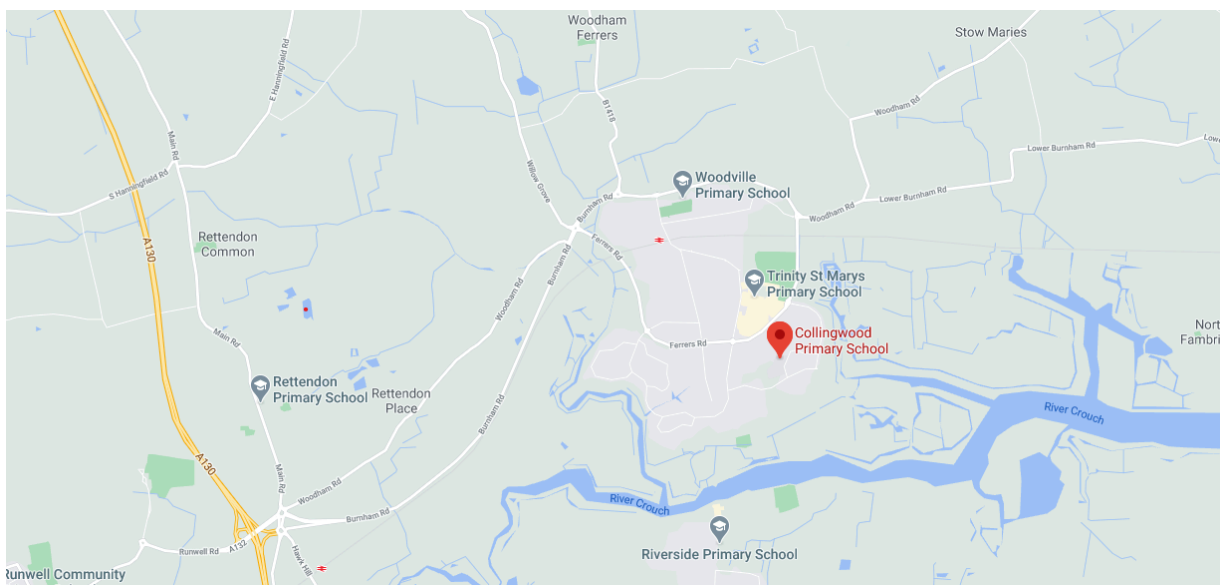 Woodham
Ferrers
Stow Maries
E Hanningfield Rd
B1418
Woodham Rd
Main Rd
Lower Burnham Rd
Willow Grove
Woodville
Primary School
S Hanningfield Rd
Burnham Rd
Lower Burnham Rd
Woodham Rd
A130
Rettendon
Common
Ferrers Rd
Burnham Rd
Woodham Rd
Trinity St Marys
Primary School
Main Rd
Collingwood
Primary School
Ferrers Rd
Rettendon
Primary School
Rettendon
Place
Burnham Rd
River Crouch
A130
Main Rd
Woodham Rd
River Crouch
Burnham Rd
Runwell Rd
A132
Hawk Hill
Riverside Primary School
Runwell Community